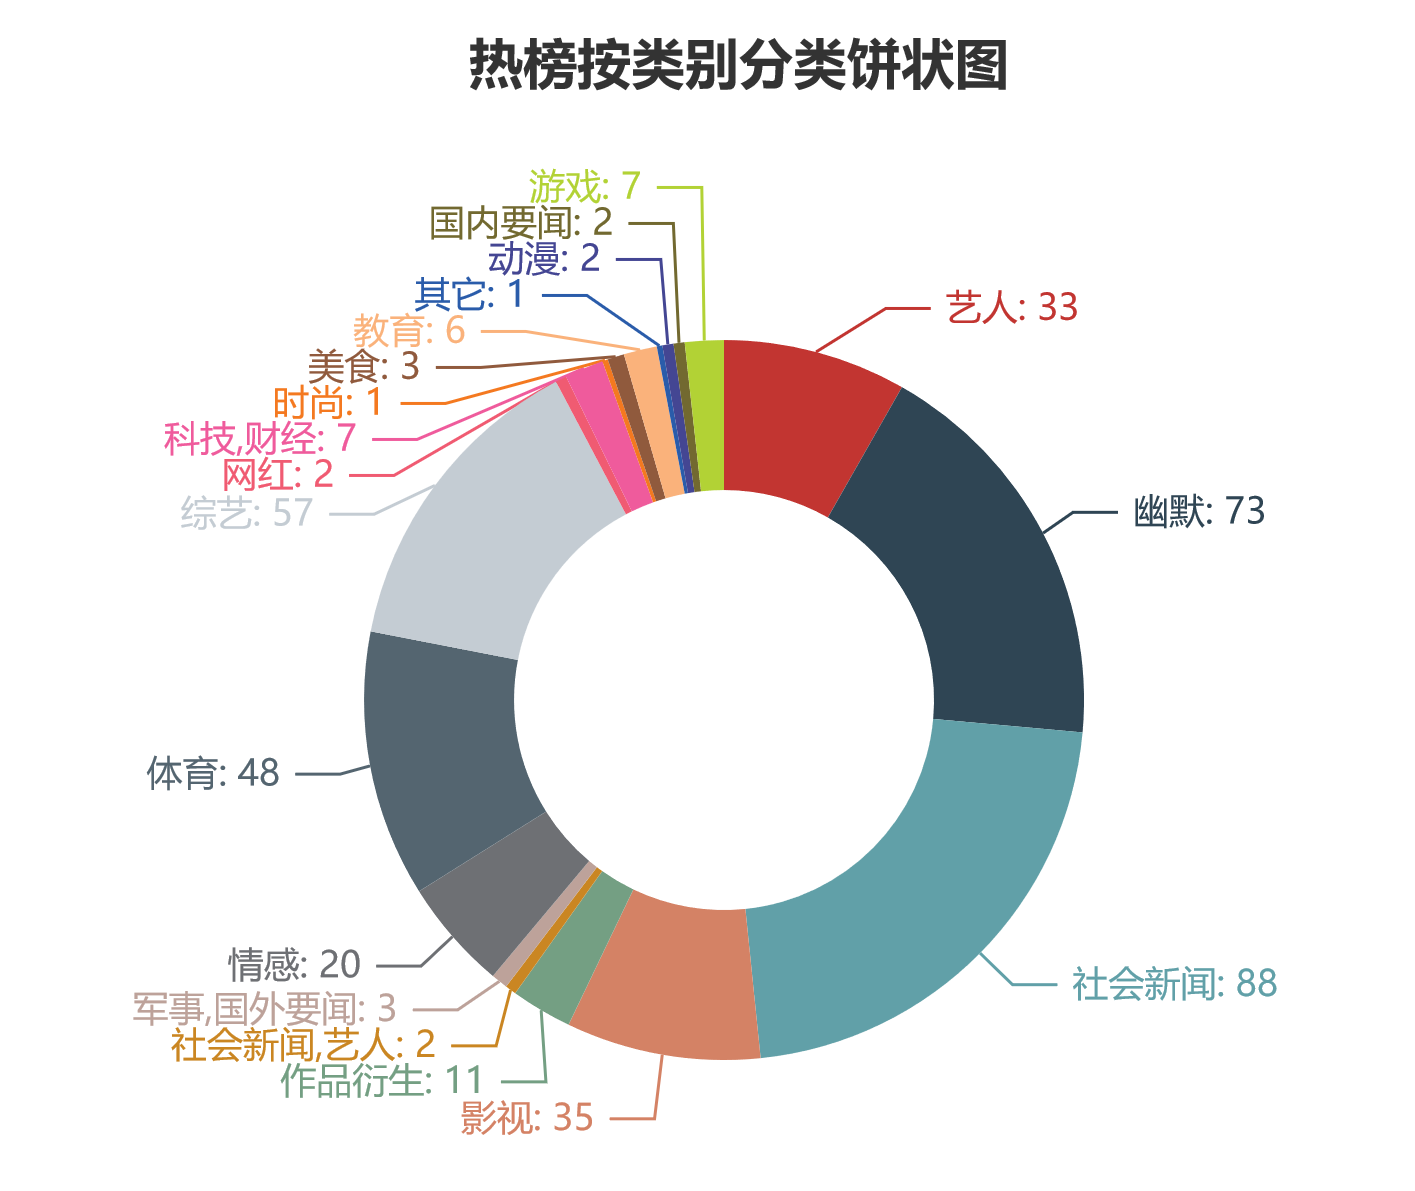 热榜按类别分类饼状图
游戏: 7
国内要闻: 2
动漫: 2
其它: 1
教育: 6
美食: 3
时尚: 1
科技,财经: 7
网红: 2
综艺: 57
艺人: 33
幽默: 73
体育: 48
情感: 20
社会新闻: 88
军事,国外要闻: 3
社会新闻,艺人: 2
作品衍生: 11
影视: 35